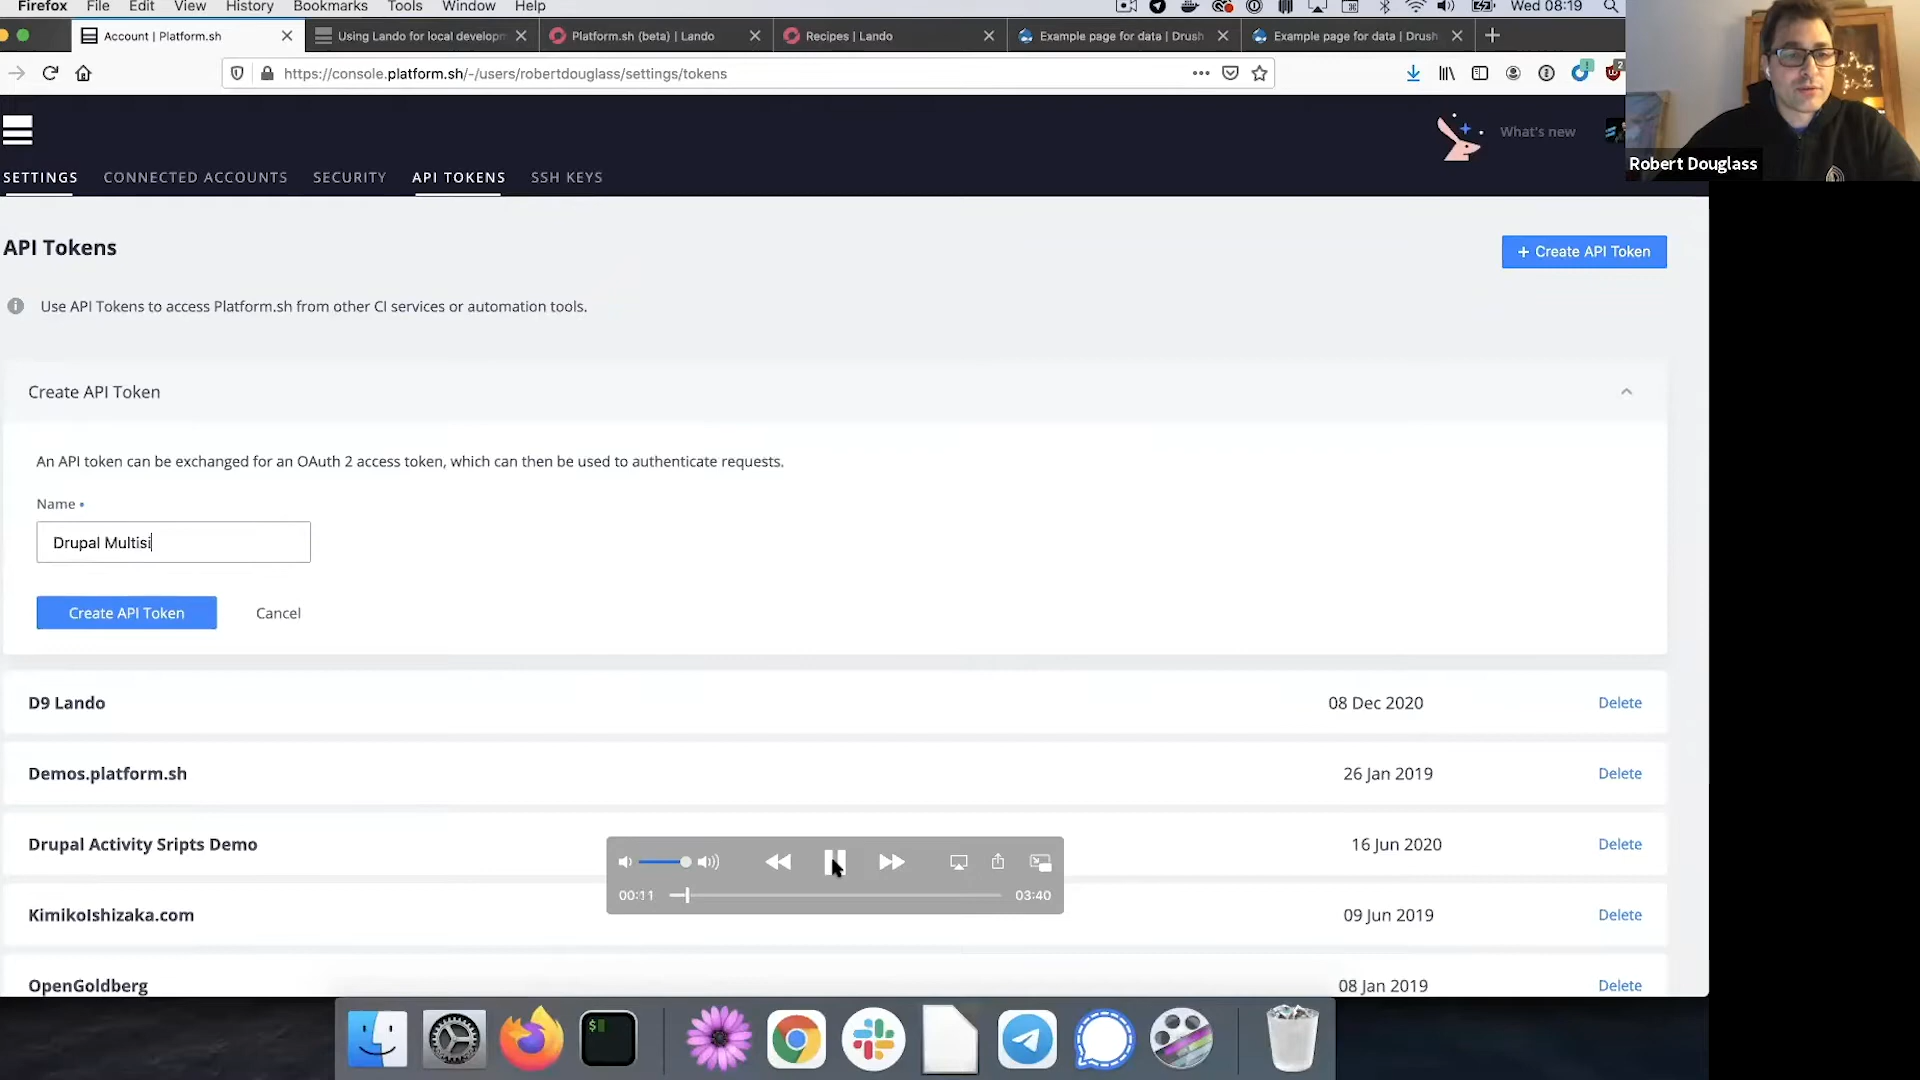 Firefox File Edit View History Bookmarks Tools Window Help Wed 08:19
Account | Platform.sh Using Lando for local developm Platform.sh (beta) | Lando Recipes | Lando Example page for data | Drush Example page for data | Drush
https://console.platform.sh/-/users/robertdouglass/settings/tokens
What's new
Robert Douglass
SETTINGS CONNECTED ACCOUNTS SECURITY API TOKENS SSH KEYS
API Tokens
+ Create API Token
Use API Tokens to access Platform.sh from other CI services or automation tools.
Create API Token
An API token can be exchanged for an OAuth 2 access token, which can then be used to authenticate requests.
Name
Drupal Multisi
Create API Token Cancel
D9 Lando 08 Dec 2020 Delete
Demos.platform.sh 26 Jan 2019 Delete
Drupal Activity Sripts Demo 16 Jun 2020 Delete
00:11 03:40
KimikoIshizaka.com 09 Jun 2019 Delete
OpenGoldberg 08 Jan 2019 Delete